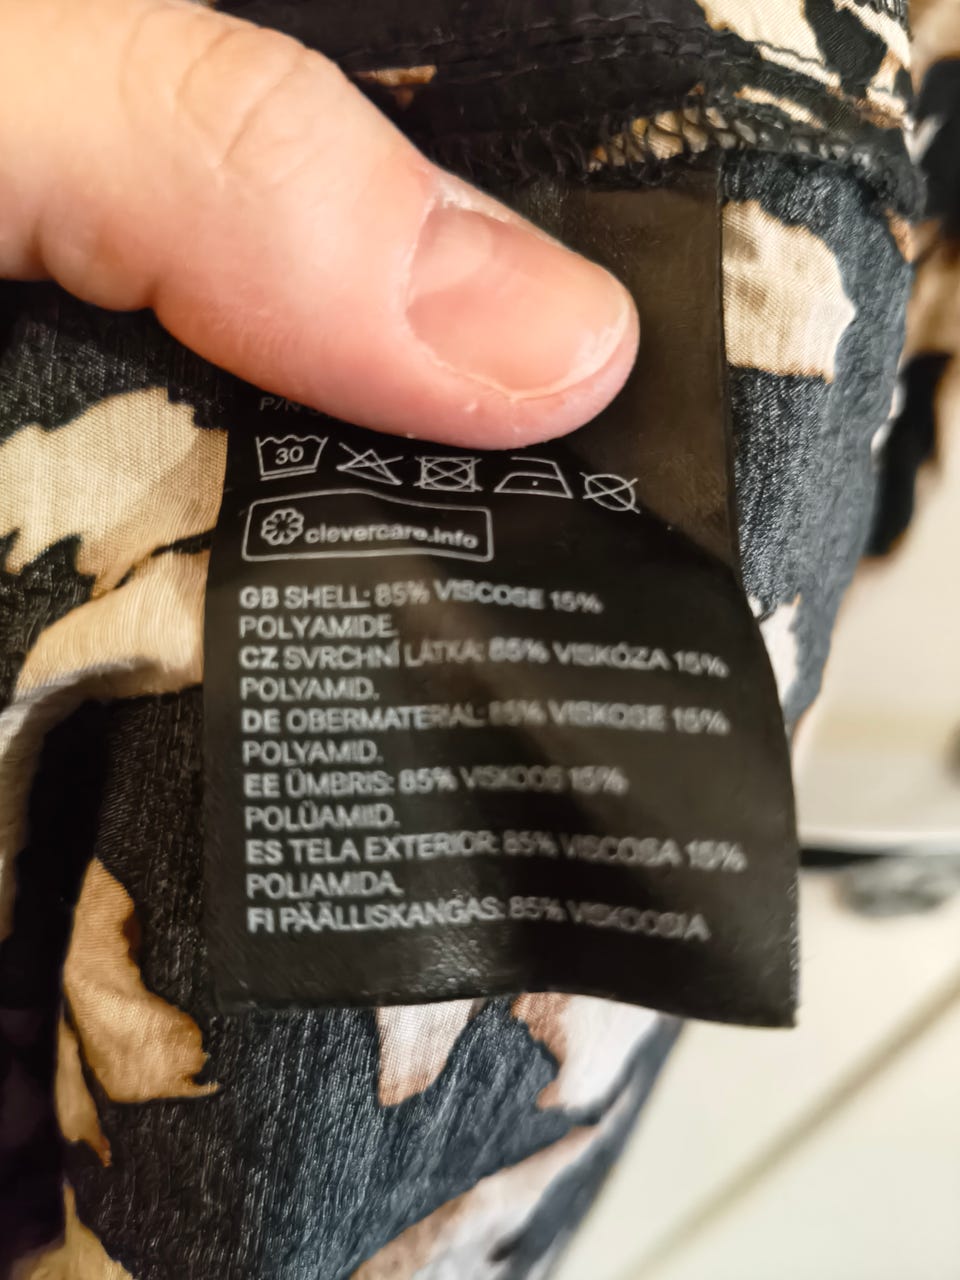 P/N
30
clevercare.info
GB SHELL: 85% VISCOSE 15%
POLYAMIDE.
CZ SVRCHNÍ LÁTKA: 85% VISKÓZA 15%
POLYAMID.
DE OBERMATERIAL: 85% VISKOSE 15%
POLYAMID.
EE ÜMBRIS: 85% VISKOOS 15%
POLÜAMIID.
ES TELA EXTERIOR: 85% VISCOSA 15%
POLIAMIDA.
FI PÄÄLLISKANGAS: 85% VISKOOSIA